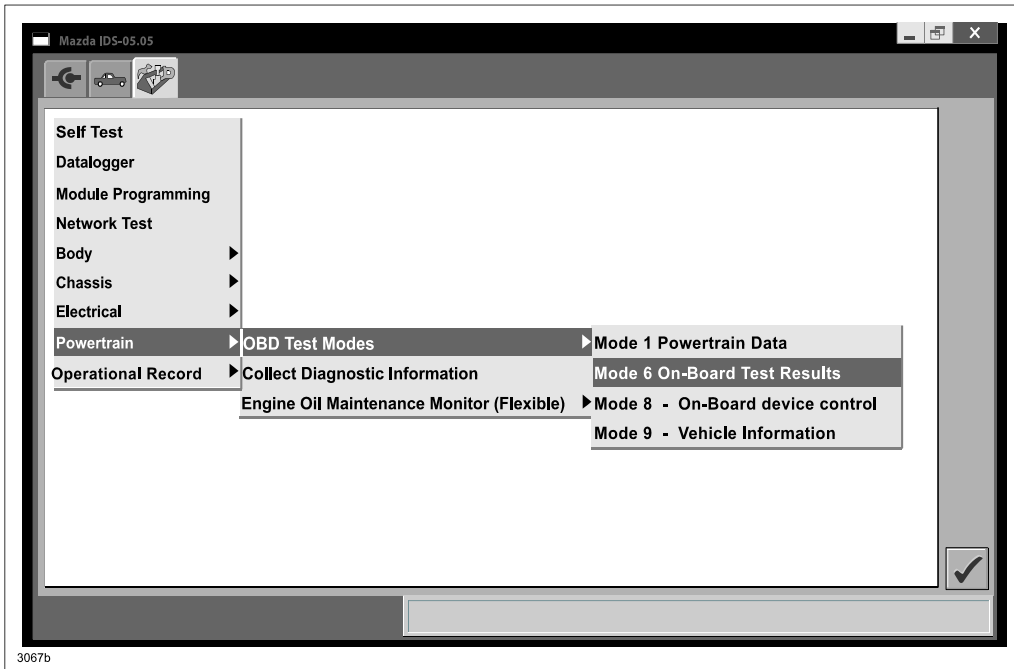 Mazda IDS-05.05
Self Test
Datalogger
Module Programming
Network Test
Body
Chassis
Electrical
Powertrain
Operational Record
OBD Test Modes
Collect Diagnostic Information
Engine Oil Maintenance Monitor (Flexible)
Mode 1 Powertrain Data
Mode 6 On-Board Test Results
Mode 8 - On-Board device control
Mode 9 - Vehicle Information
3067b